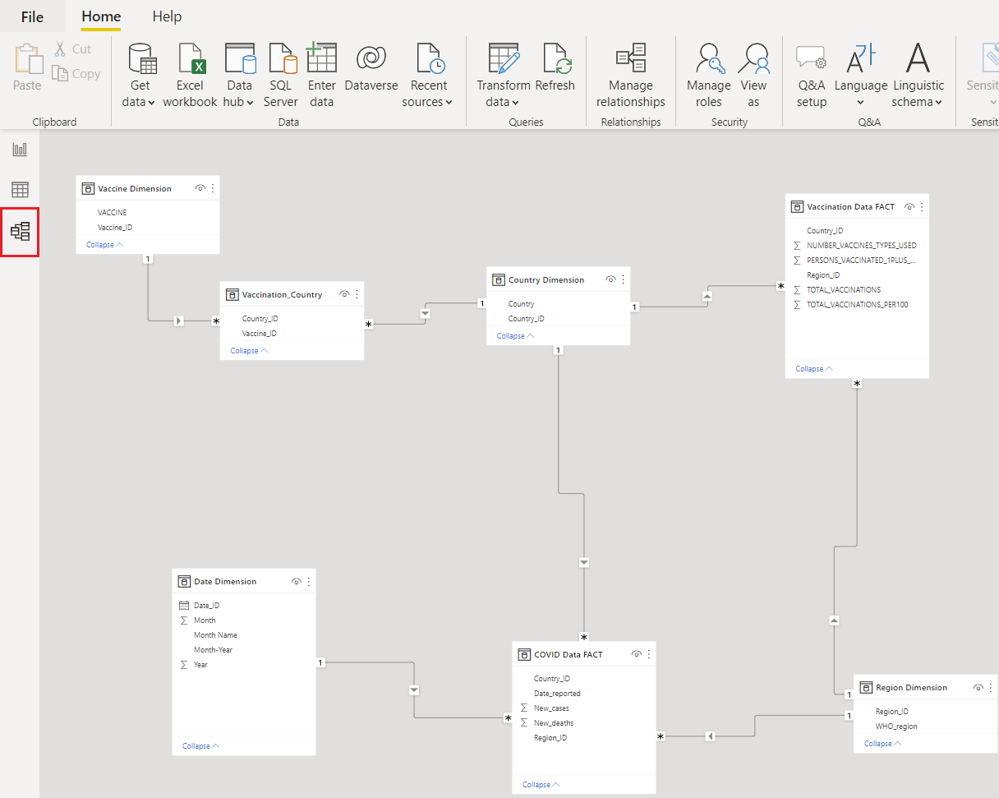 File Home Help
Paste
Cut
Copy
Clipboard
Get data
Excel workbook
Data hub
SQL Server
Enter data
Dataverse
Recent sources
Data
Transform data
Refresh
Queries
Manage relationships
Relationships
Manage roles
View as
Security
Q&A setup
Language
Linguistic schema
Q&A
Sensit
Sensit
Vaccine Dimension
VACCINE
Vaccine_ID
Collapse
1
*
Vaccination_Country
Country_ID
Vaccine_ID
Collapse
*
1
Country Dimension
Country
Country_ID
Collapse
1
1
*
Vaccination Data FACT
Country_ID
NUMBER_VACCINES_TYPES_USED
PERSONS_VACCINATED_1PLUS_...
Region_ID
TOTAL_VACCINATIONS
TOTAL_VACCINATIONS_PER100
Collapse
*
Date Dimension
Date_ID
Month
Month Name
Month-Year
Year
Collapse
1
*
*
COVID Data FACT
Country_ID
Date_reported
New_cases
New_deaths
Region_ID
Collapse
*
1
1
Region Dimension
Region_ID
WHO_region
Collapse